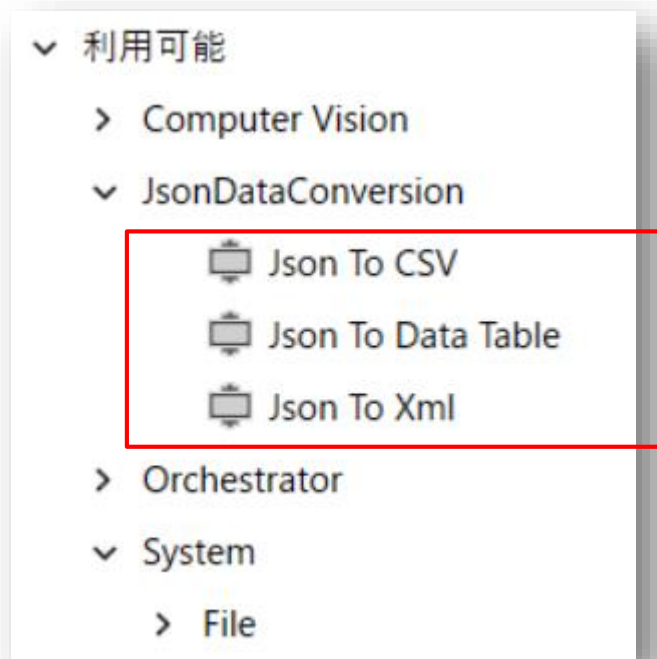 利用可能
Computer Vision
JsonDataConversion
Json To CSV
Json To Data Table
Json To Xml
Orchestrator
System
File